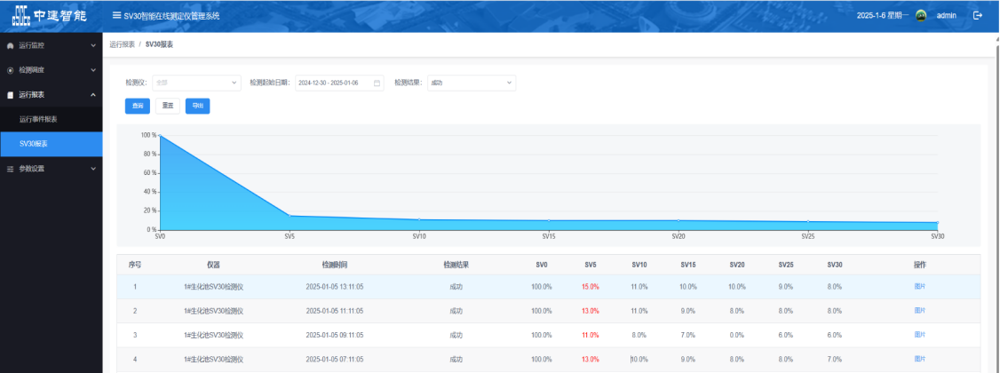 中建智能
SV30智能在线测定仪管理系统
2025-1-6 星期一 admin
运行监控
检测调度
运行报表
运行事件报表
SV30报表
参数设置
运行报表 / SV30报表
检测仪: 全部 检测起始日期: 2024-12-30 - 2025-01-06 检测结果: 成功
查询 重置 导出
100 %
80 %
60 %
40 %
20 %
0 %
SV0 SV5 SV10 SV15 SV20 SV25 SV30
序号 仪器 检测时间 检测结果 SV0 SV5 SV10 SV15 SV20 SV25 SV30 操作
1 1#生化池SV30检测仪 2025-01-05 13:11:05 成功 100.0% 15.0% 11.0% 10.0% 10.0% 9.0% 8.0% 图片
2 1#生化池SV30检测仪 2025-01-05 11:11:05 成功 100.0% 13.0% 11.0% 9.0% 8.0% 8.0% 8.0% 图片
3 1#生化池SV30检测仪 2025-01-05 09:11:05 成功 100.0% 11.0% 8.0% 7.0% 0.0% 6.0% 6.0% 图片
4 1#生化池SV30检测仪 2025-01-05 07:11:05 成功 100.0% 13.0% 10.0% 9.0% 8.0% 8.0% 7.0% 图片